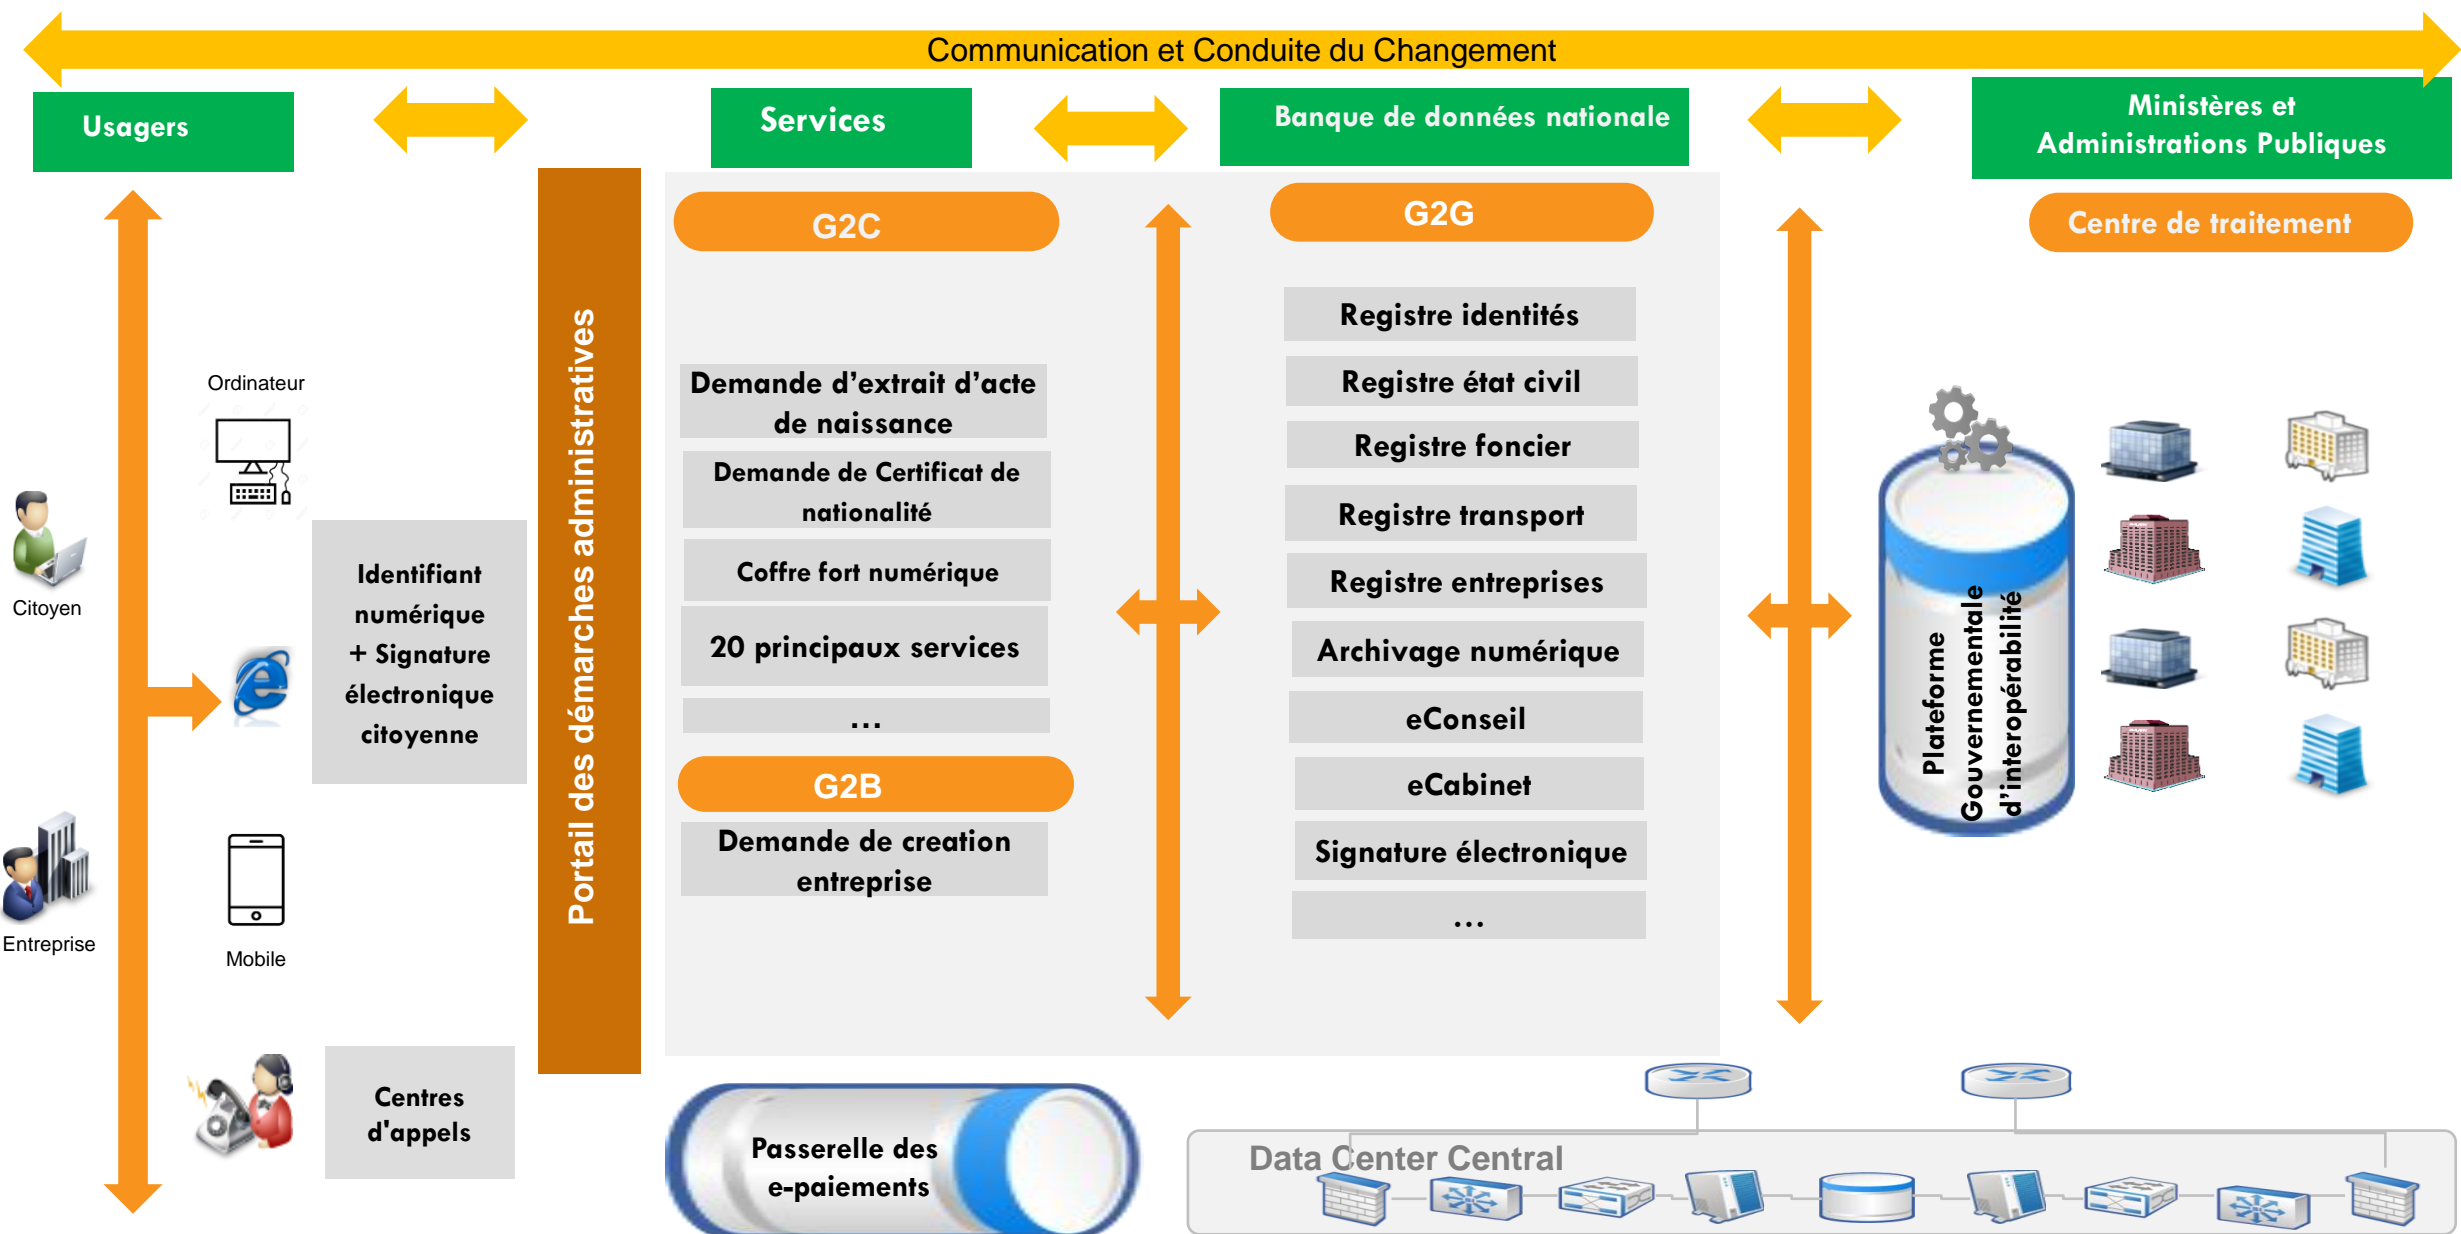 Communication et Conduite du Changement
Usagers
Services
Banque de données nationale
Ministères et
Administrations Publiques
Centre de traitement
Ordinateur
Citoyen
Identifiant
numérique
+ Signature
électronique
citoyenne
Entreprise
Mobile
Centres
d'appels
Portail des démarches administratives
G2C
Demande d’extrait d’acte
de naissance
Demande de Certificat de
nationalité
Coffre fort numérique
20 principaux services
...
G2B
Demande de creation
entreprise
G2G
Registre identités
Registre état civil
Registre foncier
Registre transport
Registre entreprises
Archivage numérique
eConseil
eCabinet
Signature électronique
...
Plateforme
Gouvernementale
d’interopérabilité
Passerelle des
e-paiements
Data Center Central